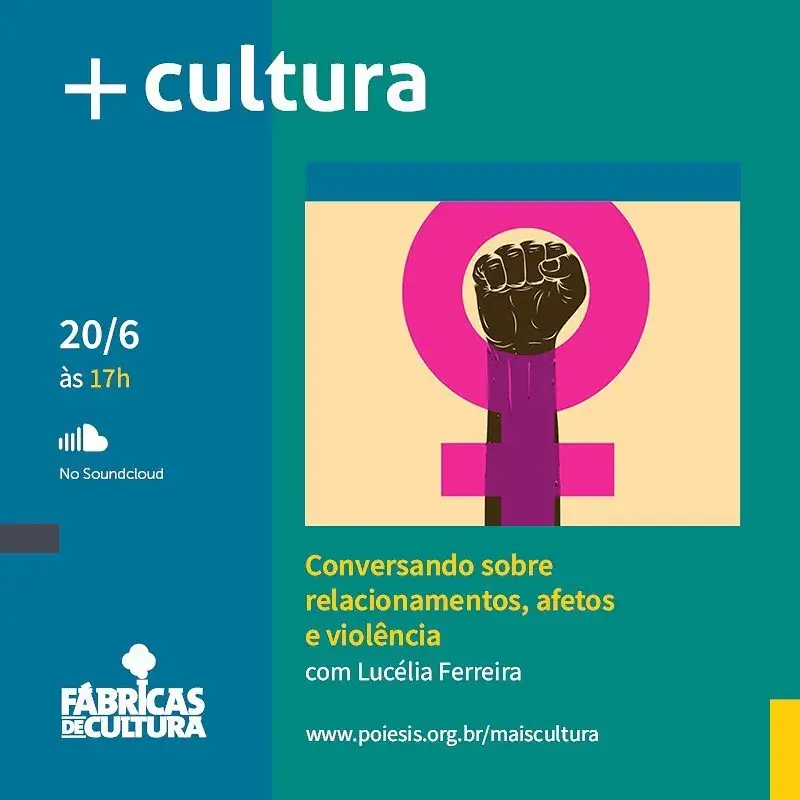 + cultura
20/6
às 17h
No Soundcloud
Conversando sobre
relacionamentos, afetos
e violência
com Lucélia Ferreira
www.poiesis.org.br/maiscultura
FÁBRICAS
DE CULTURA